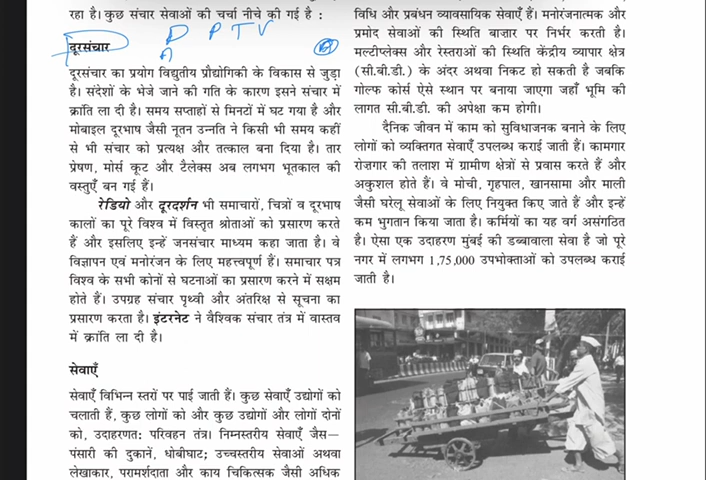 रहा है। कुछ संचार सेवाओं की चर्चा नीचे की गई है :
D P T V
दूरसंचार
दूरसंचार का प्रयोग विद्युतीय प्रौद्योगिकी के विकास से जुड़ा
है। संदेशों के भेजे जाने की गति के कारण इसने संचार में
क्रांति ला दी है। समय सप्ताहों से मिनटों में घट गया है और
मोबाइल दूरभाष जैसी नूतन उन्नति ने किसी भी समय कहीं
से भी संचार को प्रत्यक्ष और तत्काल बना दिया है। तार
प्रेषण, मोर्स कूट और टैलेक्स अब लगभग भूतकाल की
वस्तुएँ बन गई हैं।
रेडियो और दूरदर्शन भी समाचारों, चित्रों व दूरभाष
कालों का पूरे विश्व में विस्तृत श्रोताओं को प्रसारण करते
हैं और इसलिए इन्हें जनसंचार माध्यम कहा जाता है। वे
विज्ञापन एवं मनोरंजन के लिए महत्त्वपूर्ण हैं। समाचार पत्र
विश्व के सभी कोनों से घटनाओं का प्रसारण करने में सक्षम
होते हैं। उपग्रह संचार पृथ्वी और अंतरिक्ष से सूचना का
प्रसारण करता है। इंटरनेट ने वैश्विक संचार तंत्र में वास्तव
में क्रांति ला दी है।
सेवाएँ
सेवाएँ विभिन्न स्तरों पर पाई जाती हैं। कुछ सेवाएँ उद्योगों को
चलाती हैं, कुछ लोगों को और कुछ उद्योगों और लोगों दोनों
को, उदाहरणत: परिवहन तंत्र। निम्नस्तरीय सेवाएँ जैस—
पंसारी की दुकानें, धोबीघाट; उच्चस्तरीय सेवाओं अथवा
लेखाकार, परामर्शदाता और काय चिकित्सक जैसी अधिक
विधि और प्रबंधन व्यावसायिक सेवाएँ हैं। मनोरंजनात्मक और
प्रमोद सेवाओं की स्थिति बाजार पर निर्भर करती है।
मल्टीप्लेक्स और रेस्तराओं की स्थिति केंद्रीय व्यापार क्षेत्र
(सी.बी.डी.) के अंदर अथवा निकट हो सकती है जबकि
गोल्फ कोर्स ऐसे स्थान पर बनाया जाएगा जहाँ भूमि की
लागत सी.बी.डी. की अपेक्षा कम होगी।
दैनिक जीवन में काम को सुविधाजनक बनाने के लिए
लोगों को व्यक्तिगत सेवाएँ उपलब्ध कराई जाती हैं। कामगार
रोजगार की तलाश में ग्रामीण क्षेत्रों से प्रवास करते हैं और
अकुशल होते हैं। वे मोची, गृहपाल, खानसामा और माली
जैसी घरेलू सेवाओं के लिए नियुक्त किए जाते हैं और इन्हें
कम भुगतान किया जाता है। कर्मियों का यह वर्ग असंगठित
है। ऐसा एक उदाहरण मुंबई की डब्बावाला सेवा है जो पूरे
नगर में लगभग 1,75,000 उपभोक्ताओं को उपलब्ध कराई
जाती है।